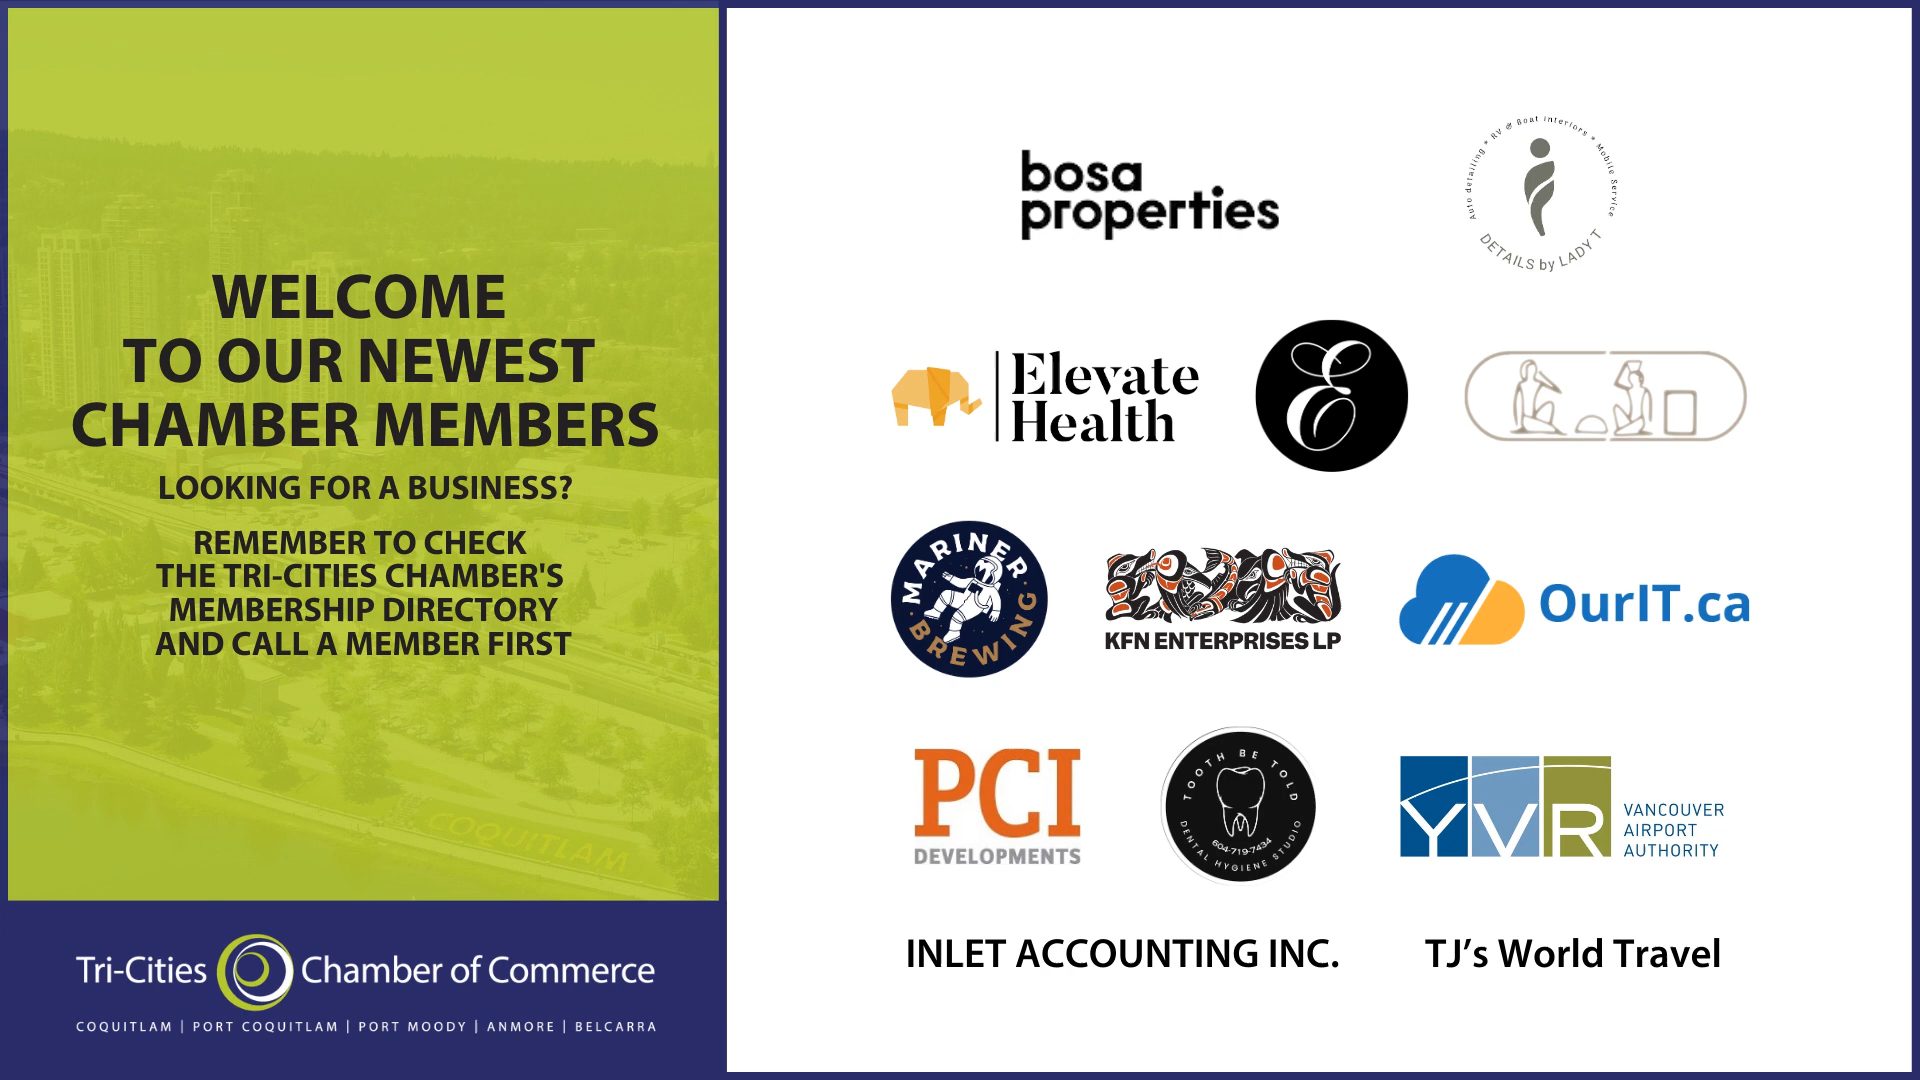 WELCOME
TO OUR NEWEST
CHAMBER MEMBERS
LOOKING FOR A BUSINESS?
REMEMBER TO CHECK
THE TRI-CITIES CHAMBER'S
MEMBERSHIP DIRECTORY
AND CALL A MEMBER FIRST
COQUITLAM
Tri-Cities Chamber of Commerce
COQUITLAM | PORT COQUITLAM | PORT MOODY | ANMORE | BELCARRA
bosa
properties
Auto detailing * RV & Boat interiors * Mobile Service
DETAILS by LADY T
Elevate
Health
E
MARINER
BREWING
KFN ENTERPRISES LP
OurIT.ca
PCI
DEVELOPMENTS
TOOTH BE TOLD
604-719-7434
DENTAL HYGIENE STUDIO
YVR
VANCOUVER
AIRPORT
AUTHORITY
INLET ACCOUNTING INC.
TJ’s World Travel